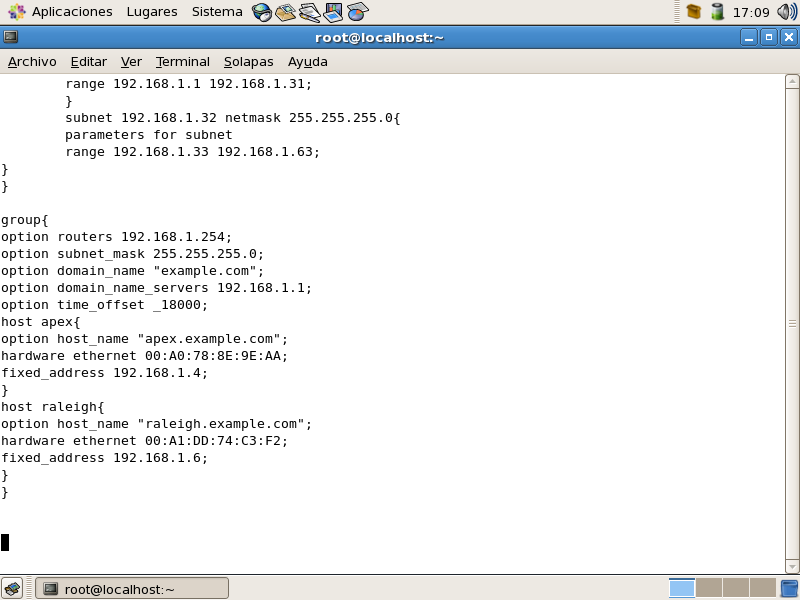 Aplicaciones Lugares Sistema 17:09
root@localhost:~
Archivo Editar Ver Terminal Solapas Ayuda
range 192.168.1.1 192.168.1.31;
}
subnet 192.168.1.32 netmask 255.255.255.0{
parameters for subnet
range 192.168.1.33 192.168.1.63;
}
}
group{
option routers 192.168.1.254;
option subnet_mask 255.255.255.0;
option domain_name "example.com";
option domain_name_servers 192.168.1.1;
option time_offset _18000;
host apex{
option host_name "apex.example.com";
hardware ethernet 00:A0:78:8E:9E:AA;
fixed_address 192.168.1.4;
}
host raleigh{
option host_name "raleigh.example.com";
hardware ethernet 00:A1:DD:74:C3:F2;
fixed_address 192.168.1.6;
}
}
root@localhost:~